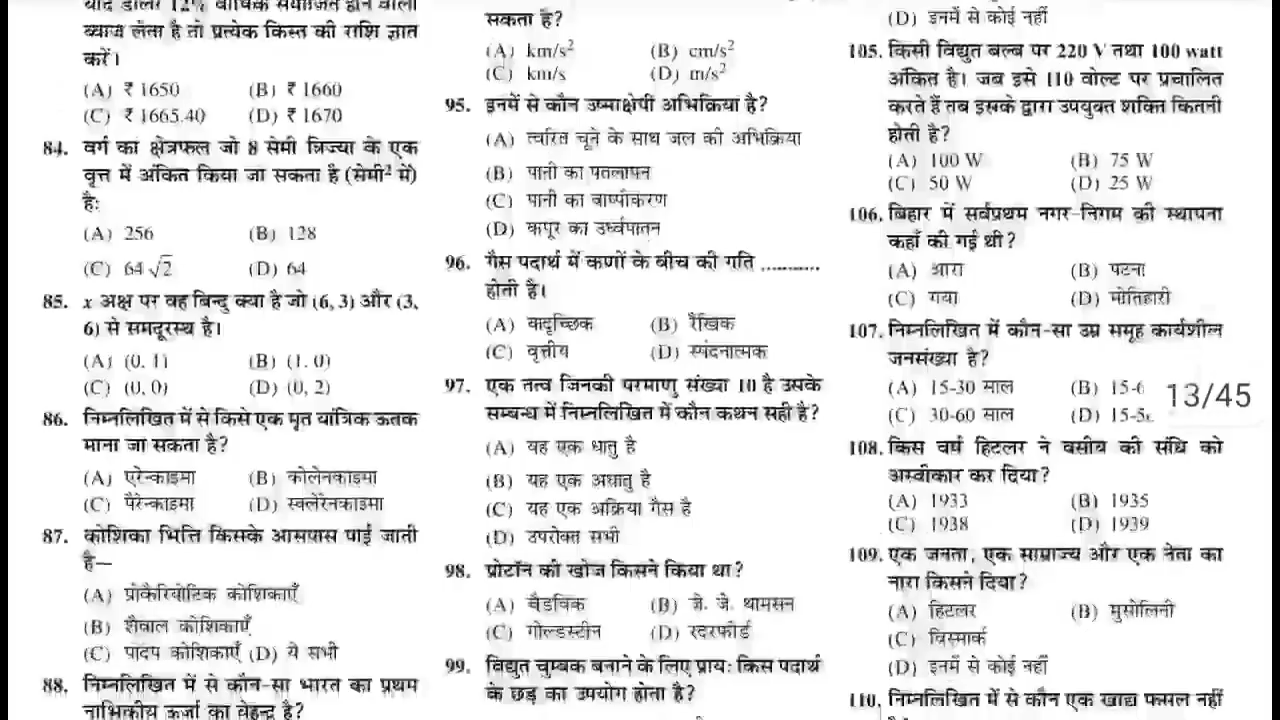 व्याज लेता है तो प्रत्येक किस्त की राशि ज्ञात
करें।
(A) ₹ 1650 (B) ₹ 1660
(C) ₹ 1665.40 (D) ₹ 1670
84. वर्ग का क्षेत्रफल जो 8 सेमी त्रिज्या के एक
वृत्त में अंकित किया जा सकता है (सेमी² में)
है:
(A) 256 (B) 128
(C) 64√2 (D) 64
85. x अक्ष पर वह बिन्दु क्या है जो (6, 3) और (3,
6) से समदूरस्थ है।
(A) (0, 1) (B) (1, 0)
(C) (0, 0) (D) (0, 2)
86. निम्नलिखित में से किसे एक मृत यांत्रिक ऊतक
माना जा सकता है?
(A) एरेन्काइमा (B) कोलेनकाइमा
(C) पैरेन्काइमा (D) स्क्लेरेनकाइमा
87. कोशिका भित्ति किसके आसपास पाई जाती
है—
(A) प्रोकैरियोटिक कोशिकाएँ
(B) शैवाल कोशिकाएँ
(C) पादप कोशिकाएँ (D) ये सभी
88. निम्नलिखित में से कौन-सा भारत का प्रथम
नाभिकीय ऊर्जा का केन्द्र है?
सकता है?
(A) km/s² (B) cm/s²
(C) km/s (D) m/s²
95. इनमें से कौन उष्माक्षेपी अभिक्रिया है?
(A) त्वरित चूने के साथ जल की अभिक्रिया
(B) पानी का पतलापन
(C) पानी का वाष्पीकरण
(D) कपूर का उर्ध्वपातन
96. गैस पदार्थ में कणों के बीच की गति ..........
होती है।
(A) यादृच्छिक (B) रैखिक
(C) वृत्तीय (D) स्पंदनात्मक
97. एक तत्व जिनकी परमाणु संख्या 10 है उसके
सम्बन्ध में निम्नलिखित में कौन कथन सही है?
(A) यह एक धातु है
(B) यह एक अधातु है
(C) यह एक अक्रिया गैस है
(D) उपरोक्त सभी
98. प्रोटॉन की खोज किसने किया था?
(A) चैडविक (B) जे. जे. थामसन
(C) गोल्डस्टीन (D) रदरफोर्ड
99. विद्युत चुम्बक बनाने के लिए प्राय: किस पदार्थ
के छड़ का उपयोग होता है?
(D) इनमें से कोई नहीं
105. किसी विद्युत बल्ब पर 220 V तथा 100 watt
अंकित है। जब इसे 110 वोल्ट पर प्रचालित
करते हैं तब इसके द्वारा उपयुक्त शक्ति कितनी
होती है?
(A) 100 W (B) 75 W
(C) 50 W (D) 25 W
106. बिहार में सर्वप्रथम नगर-निगम की स्थापना
कहाँ की गई थी?
(A) आरा (B) पटना
(C) गया (D) मोतिहारी
107. निम्नलिखित में कौन-सा उम्र समूह कार्यशील
जनसंख्या है?
(A) 15-30 साल (B) 15-6
(C) 30-60 साल (D) 15-5
13/45
108. किस वर्ष हिटलर ने वर्साय की संधि को
अस्वीकार कर दिया?
(A) 1933 (B) 1935
(C) 1938 (D) 1939
109. एक जनता, एक साम्राज्य और एक नेता का
नारा किसने दिया?
(A) हिटलर (B) मुसोलिनी
(C) विस्मार्क
(D) इनमें से कोई नहीं
110. निम्नलिखित में से कौन एक खाद्य फसल नहीं